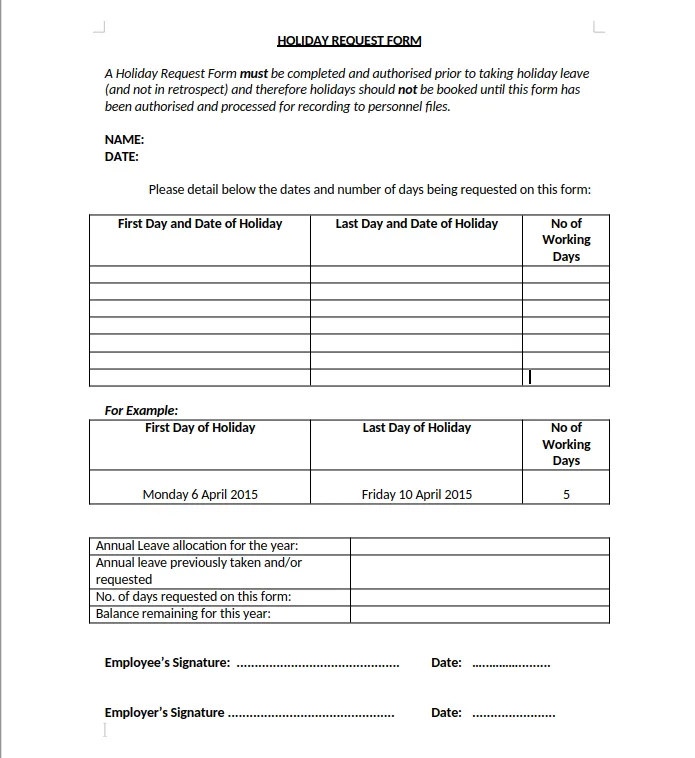 HOLIDAY REQUEST FORM
A Holiday Request Form must be completed and authorised prior to taking holiday leave
(and not in retrospect) and therefore holidays should not be booked until this form has
been authorised and processed for recording to personnel files.
NAME:
DATE:
Please detail below the dates and number of days being requested on this form:
First Day and Date of Holiday Last Day and Date of Holiday No of
Working
Days
For Example:
First Day of Holiday Last Day of Holiday No of
Working
Days
Monday 6 April 2015 Friday 10 April 2015 5
Annual Leave allocation for the year:
Annual leave previously taken and/or
requested
No. of days requested on this form:
Balance remaining for this year:
Employee’s Signature: ............................................. Date: ......................
Employer’s Signature .............................................. Date: .......................